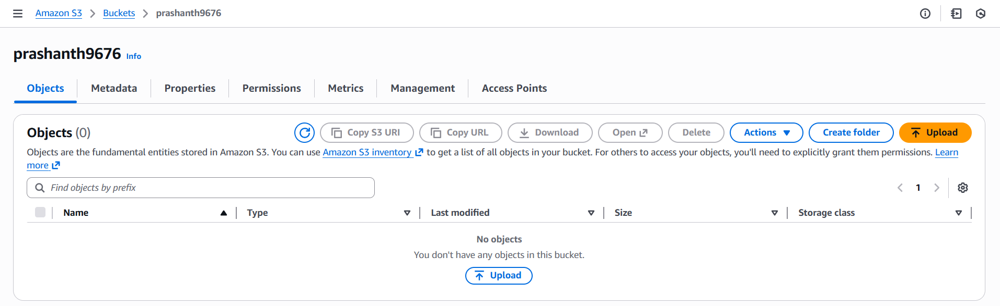 Amazon S3 > Buckets > prashanth9676
prashanth9676 Info
Objects Metadata Properties Permissions Metrics Management Access Points
Objects (0) Copy S3 URI Copy URL Download Open Delete Actions Create folder Upload
Objects are the fundamental entities stored in Amazon S3. You can use Amazon S3 inventory to get a list of all objects in your bucket. For others to access your objects, you'll need to explicitly grant them permissions. Learn
more
Find objects by prefix 1
Name Type Last modified Size Storage class
No objects
You don't have any objects in this bucket.
Upload